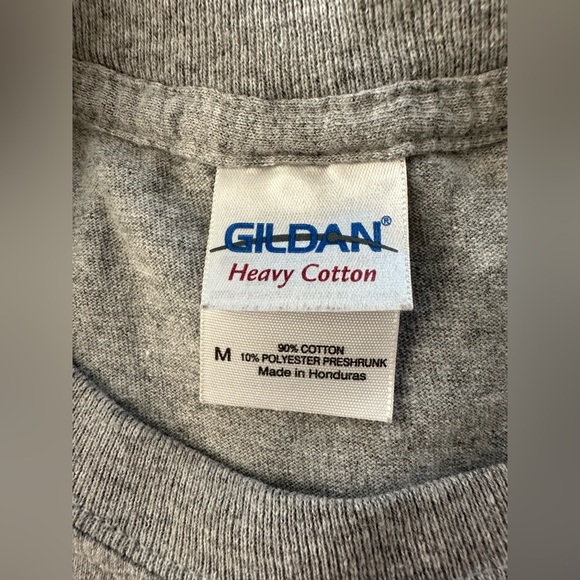 GILDAN®
Heavy Cotton
M
90% COTTON
10% POLYESTER PRESHRUNK
Made in Honduras